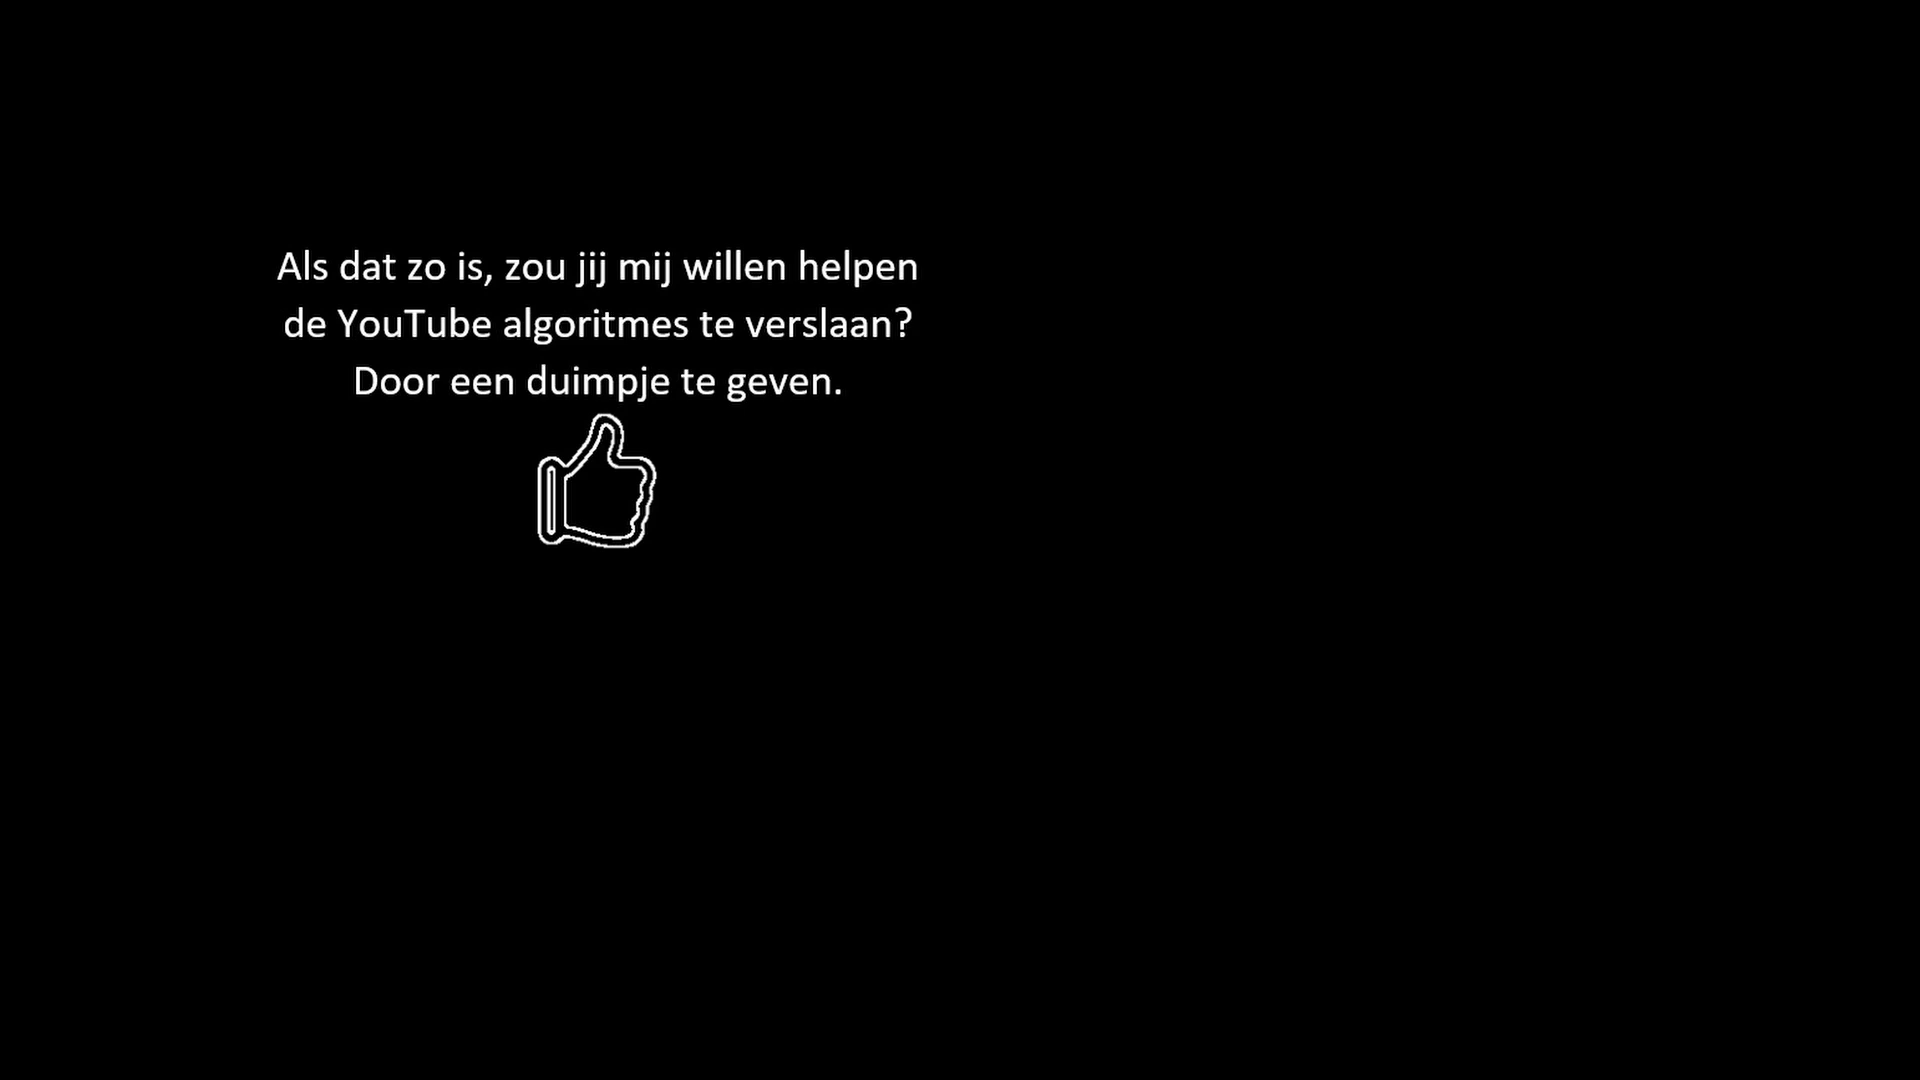 Als dat zo is, zou jij mij willen helpen
de YouTube algoritmes te verslaan?
Door een duimpje te geven.